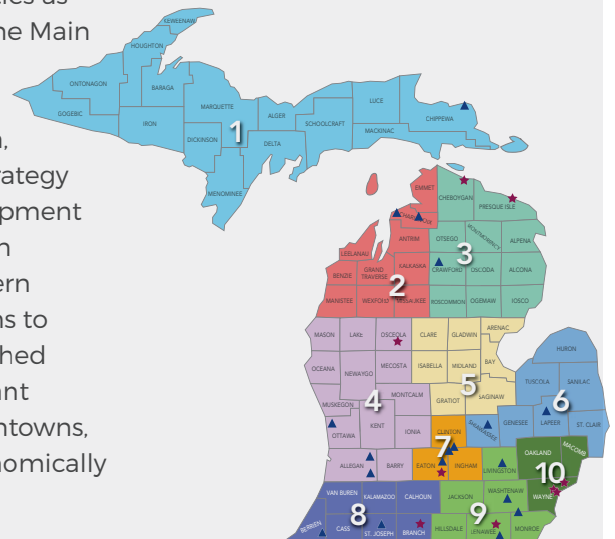 ties as
ne Main
,
rategy
opment
n
ern
ns to
ched
ant
ntowns,
nomically
KEWEENAW
HOUGHTON
ONTONAGON
BARAGA
GOGEBIC
IRON
MARQUETTE
1
ALGER
LUCE
CHIPPEWA
SCHOOLCRAFT
MACKINAC
DICKINSON
DELTA
MENOMINEE
EMMET
CHEBOYGAN
PRESQUE ISLE
ANTRIM
OTSEGO
MONTMORENCY
ALPENA
3
LEELANAU
BENZIE
GRAND
TRAVERSE
KALKASKA
CRAWFORD
OSCODA
ALCONA
2
MANISTEE
WEXFORD
MISSAUKEE
ROSCOMMON
OGEMAW
IOSCO
MASON
LAKE
OSCEOLA
CLARE
GLADWIN
ARENAC
HURON
OCEANA
NEWAYGO
MECOSTA
ISABELLA
MIDLAND
BAY
5
TUSCOLA
SANILAC
MUSKEGON
4
MONTCALM
GRATIOT
SAGINAW
6
OTTAWA
KENT
IONIA
CLINTON
SHIAWASSEE
GENESEE
LAPEER
ST. CLAIR
7
ALLEGAN
BARRY
EATON
INGHAM
LIVINGSTON
OAKLAND
MACOMB
10
VAN BUREN
KALAMAZOO
CALHOUN
JACKSON
WASHTENAW
WAYNE
8
9
BERRIEN
CASS
ST. JOSEPH
BRANCH
HILLSDALE
LENAWEE
MONROE